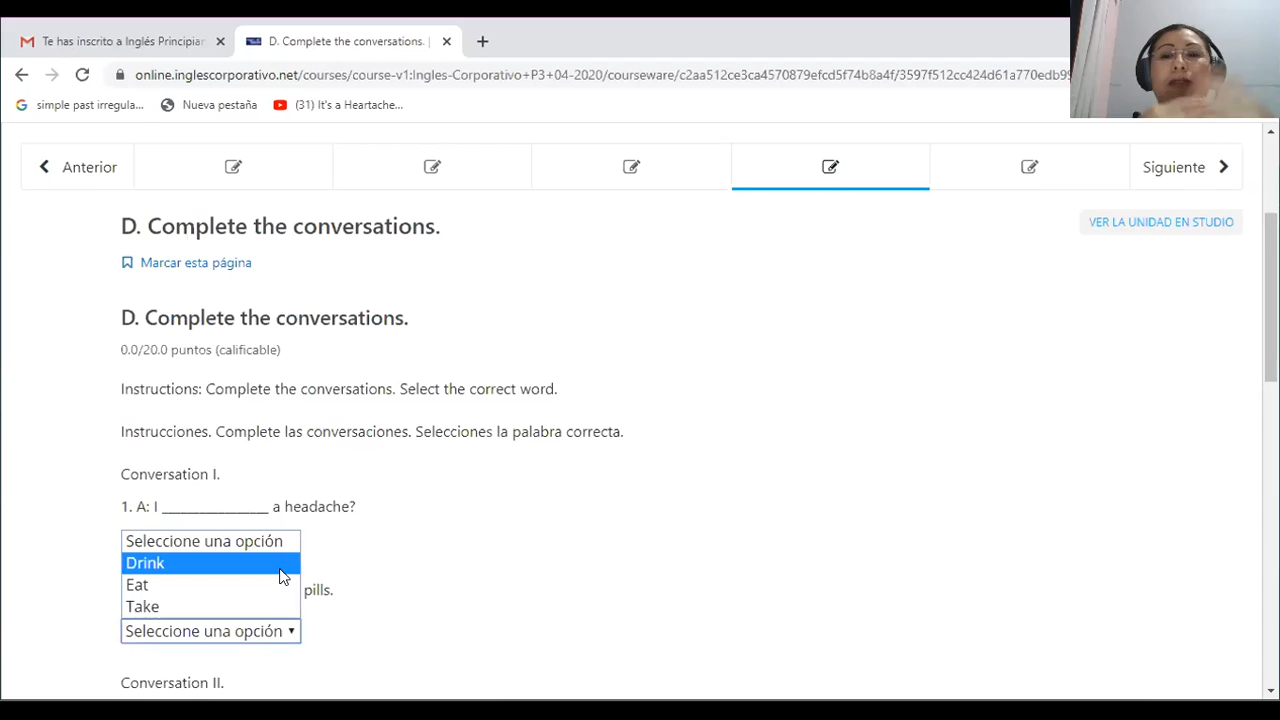 Te has inscrito a Inglés Principian
D. Complete the conversations. |
online.inglescorporativo.net/courses/course-v1:Ingles-Corporativo+P3+04-2020/courseware/c2aa512ce3ca4570879efcd5f74b8a4f/3597f512cc424d61a770edb99
simple past irregula...
Nueva pestaña
(31) It's a Heartache...
Anterior
Siguiente
D. Complete the conversations.
VER LA UNIDAD EN STUDIO
Marcar esta página
D. Complete the conversations.
0.0/20.0 puntos (calificable)
Instructions: Complete the conversations. Select the correct word.
Instrucciones. Complete las conversaciones. Selecciones la palabra correcta.
Conversation I.
1. A: I ________________ a headache?
Seleccione una opción
Drink
Eat
pills.
Take
Seleccione una opción
Conversation II.